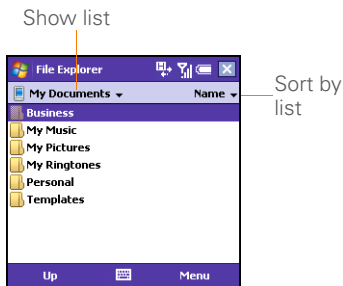 Show list
File Explorer
My Documents Name
Sort by
list
Business
My Music
My Pictures
My Ringtones
Personal
Templates
Up Menu